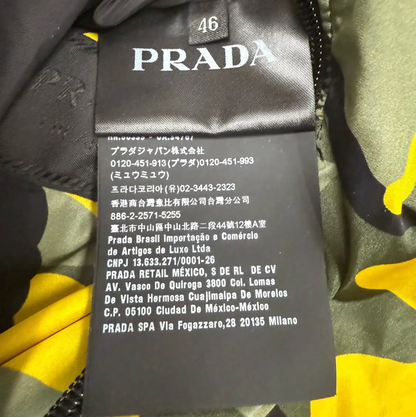 46
PRADA
プラダジャパン株式会社
0120-451-913(プラダ)0120-451-993
(ミュウミュウ)
프라다코리아(유) 02-3443-2323
香港商台灣壹比有限公司台灣分公司
886-2-2571-5255
臺北市中山區中山北路二段44號12樓A室
Prada Brasil Importação e Comércio
de Artigos de Luxo Ltda
CNPJ 13.633.271/0001-26
PRADA RETAIL MÉXICO, S DE RL DE CV
AV. Vasco De Quiroga 3800 Col. Lomas
De Vista Hermosa Cuajimalpa De Morelos
C.P. 05100 Ciudad De México-México
PRADA SPA Via Fogazzaro,28 20135 Milano